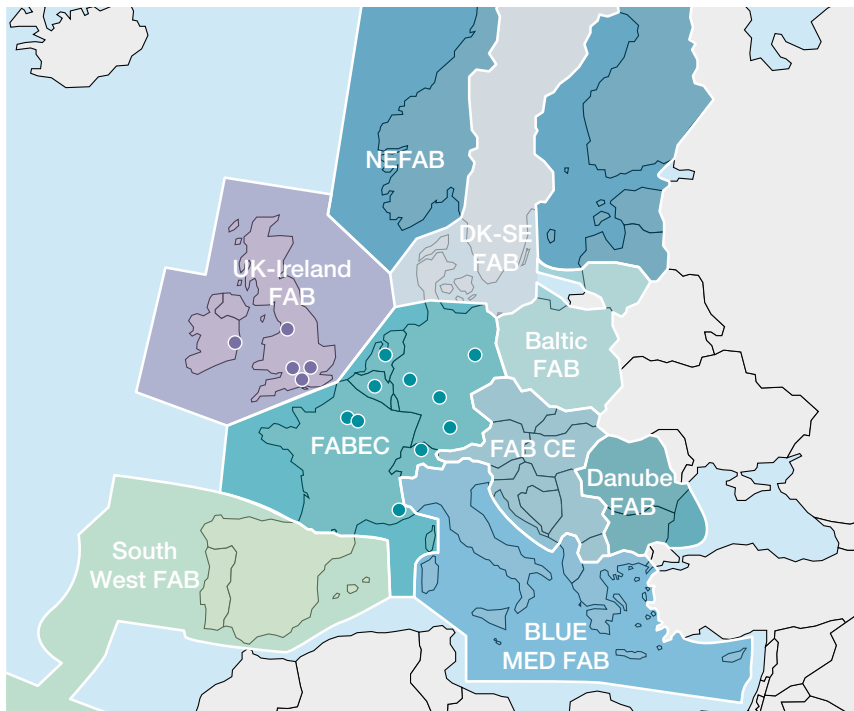 NEFAB
DK-SE
FAB
UK-Ireland
FAB
Baltic
FAB
FABEC
FAB CE
Danube
FAB
South
West FAB
BLUE
MED FAB